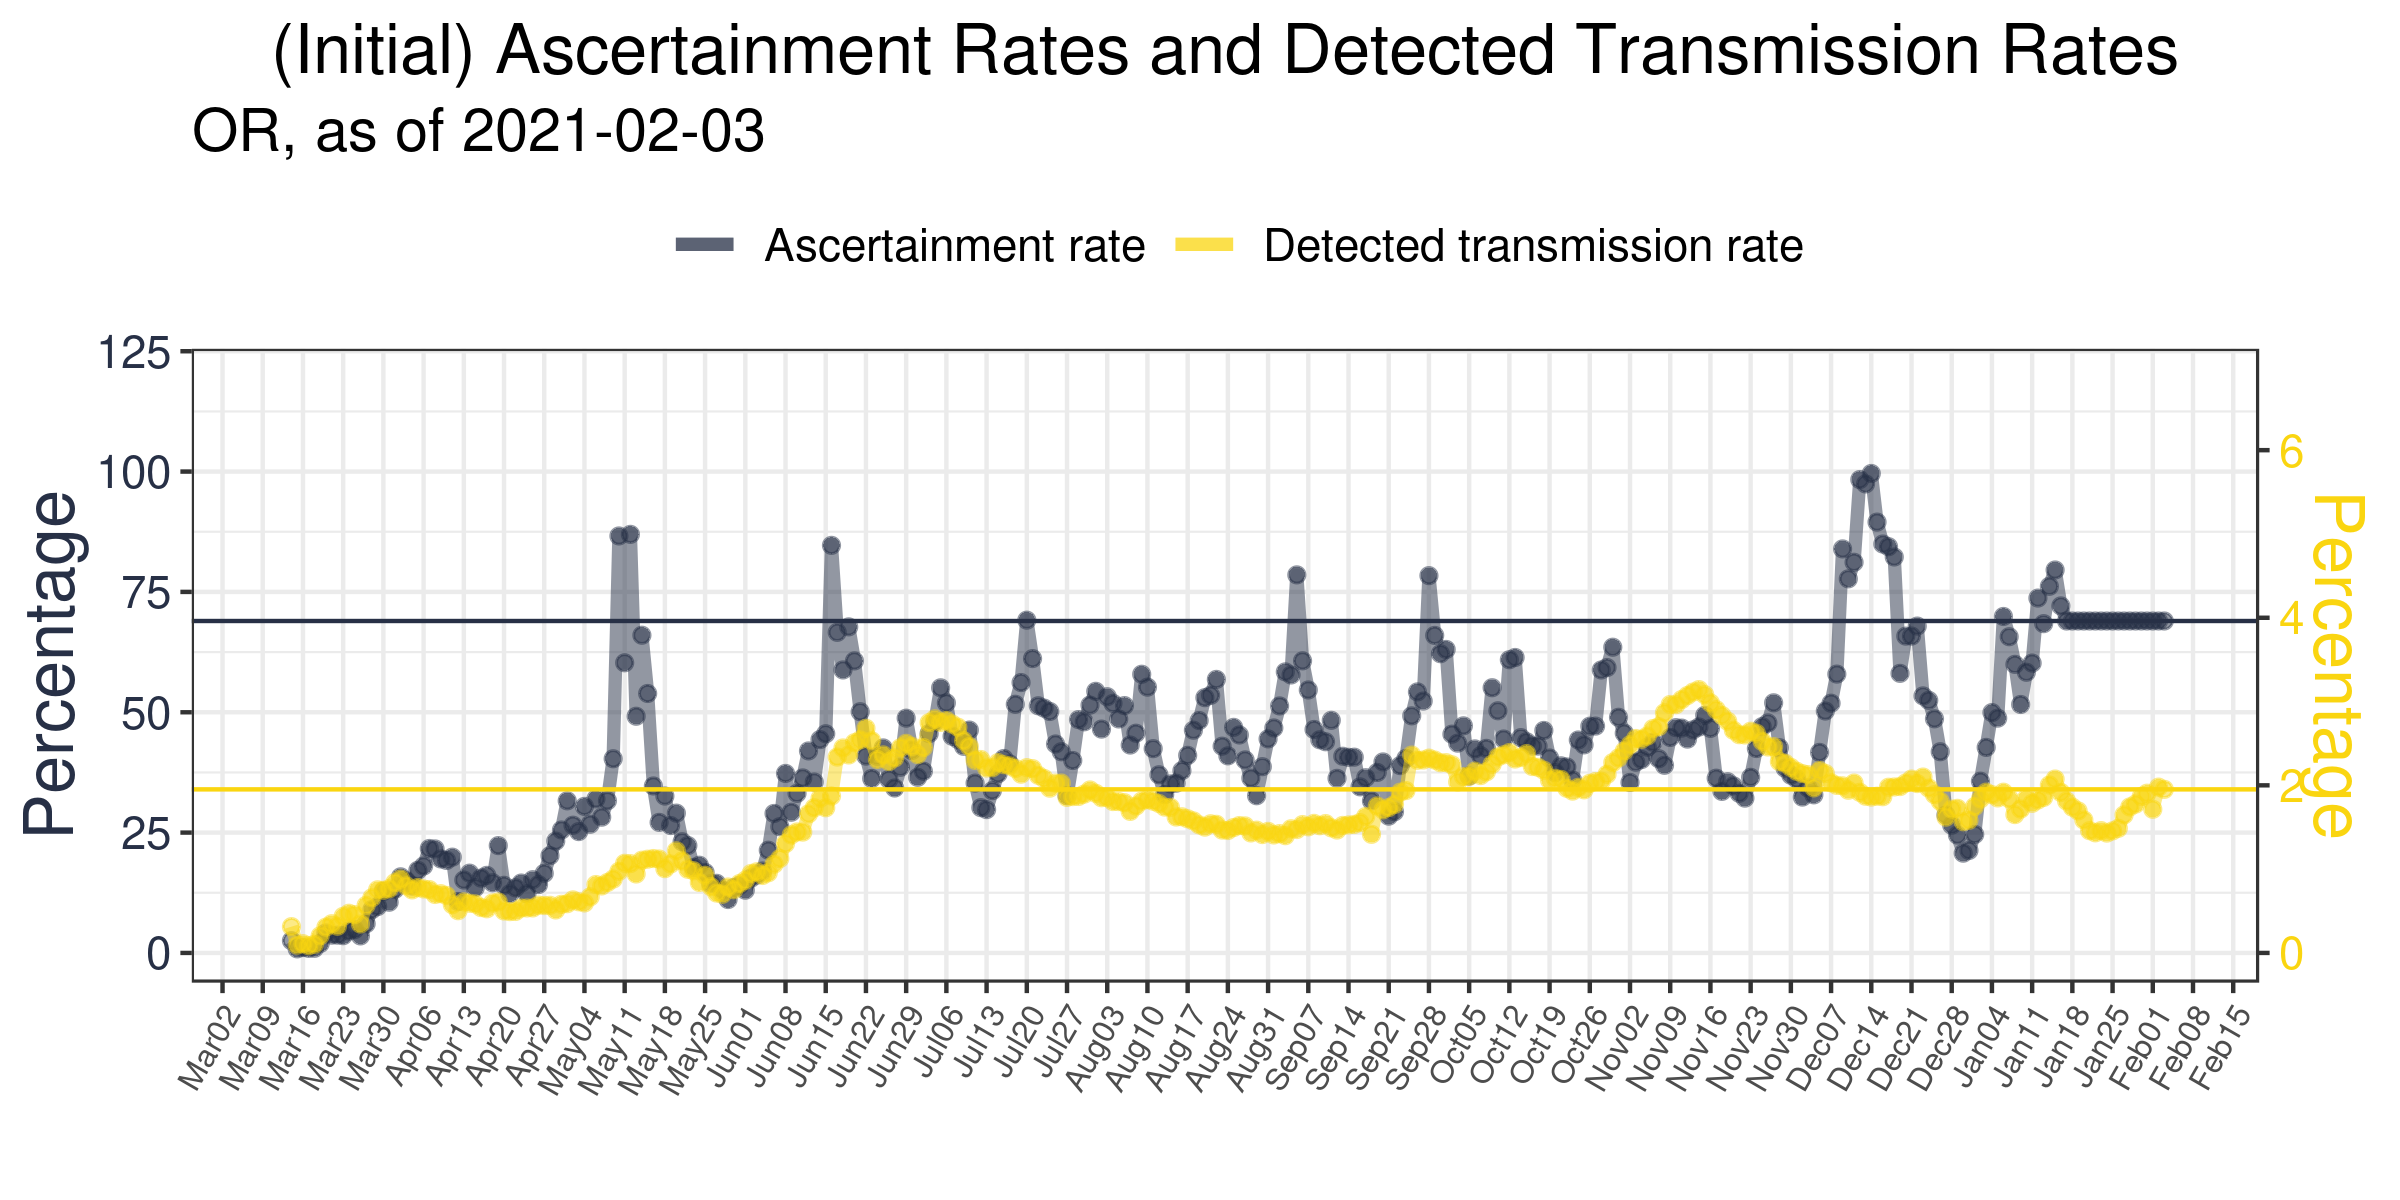 (Initial) Ascertainment Rates and Detected Transmission Rates
OR, as of 2021-02-03
Ascertainment rate
Detected transmission rate
Percentage
125
100
75
50
25
0
6
4
2
0
Percentage
Mar02
Mar09
Mar16
Mar23
Mar30
Apr06
Apr13
Apr20
Apr27
May04
May11
May18
May25
Jun01
Jun08
Jun15
Jun22
Jun29
Jul06
Jul13
Jul20
Jul27
Aug03
Aug10
Aug17
Aug24
Aug31
Sep07
Sep14
Sep21
Sep28
Oct05
Oct12
Oct19
Oct26
Nov02
Nov09
Nov16
Nov23
Nov30
Dec07
Dec14
Dec21
Dec28
Jan04
Jan11
Jan18
Jan25
Feb01
Feb08
Feb15